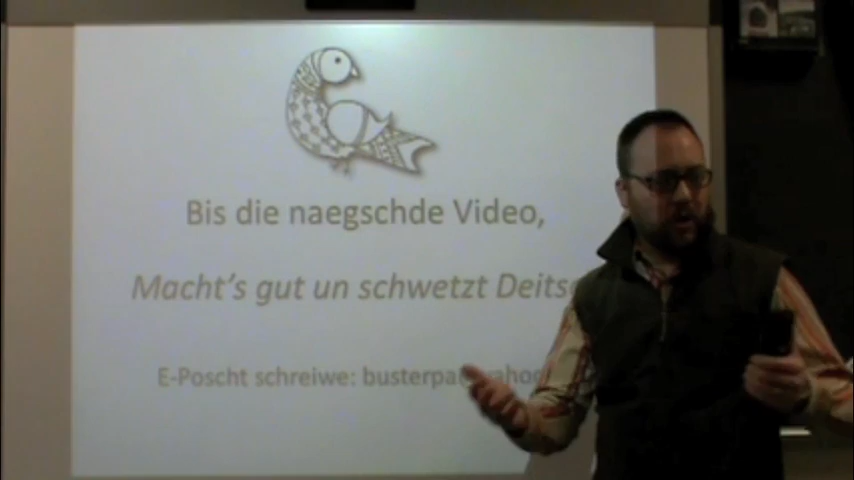 Bis die naegschde Video,
Macht's gut un schwetzt
E-Poscht schreiwe: